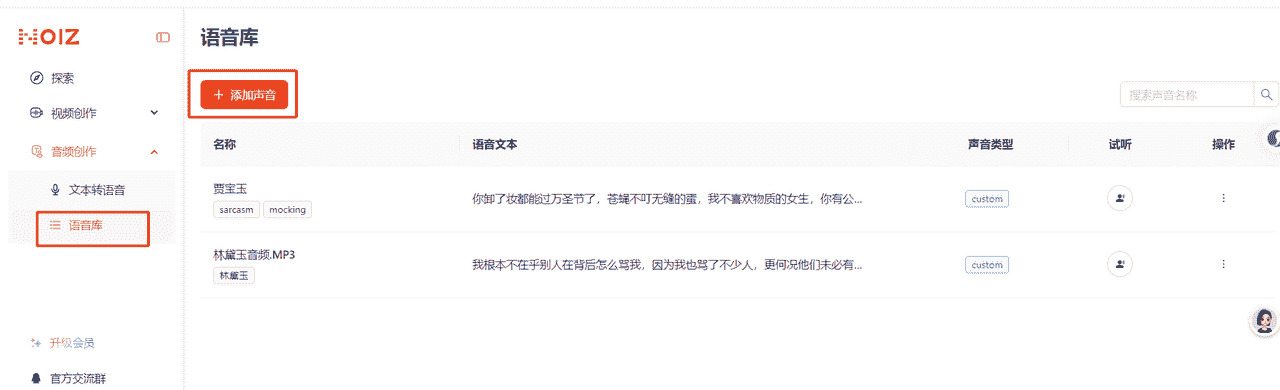 NOIZ
探索
视频创作
音频创作
文本转语音
语音库
升级会员
官方交流群
语音库
+ 添加声音
搜索声音名称
名称 语音文本 声音类型 试听 操作
贾宝玉
sarcasm mocking
你卸了妆都能过万圣节了，苍蝇不叮无缝的蛋，我不喜欢物质的女生，你有公...
custom
林黛玉音频.MP3
林黛玉
我根本不在乎别人在背后怎么骂我，因为我也骂了不少人，更何况他们未必有...
custom